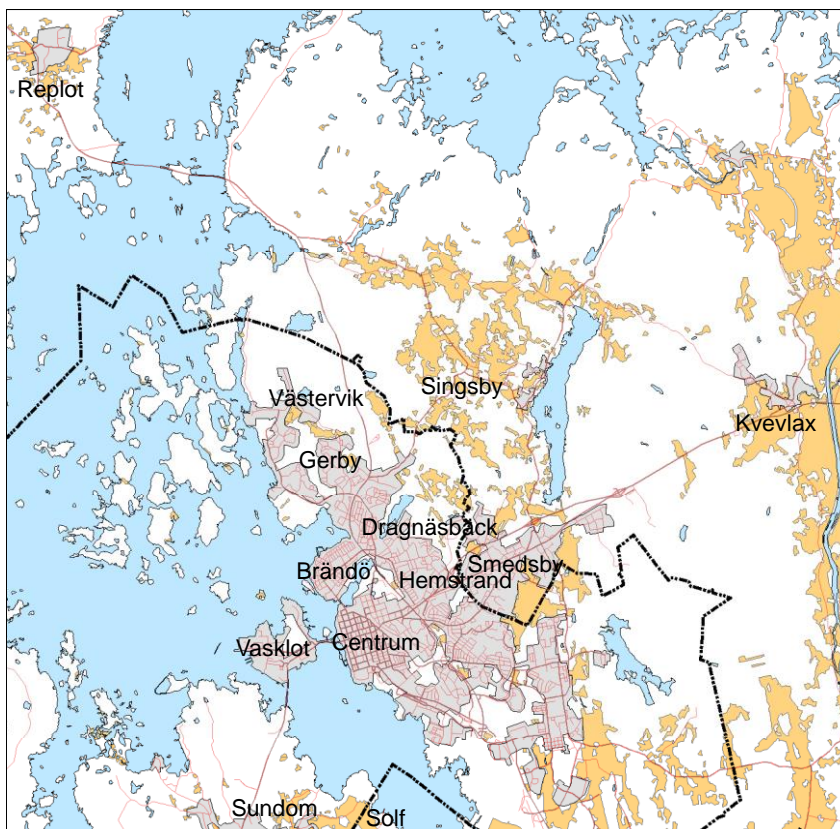 Replot
Singsby
Västervik
Kvevlax
Gerby
Dragnäsbäck
Smedsby
Brändö
Hemstrand
Centrum
Vasklot
Sundom
Solf